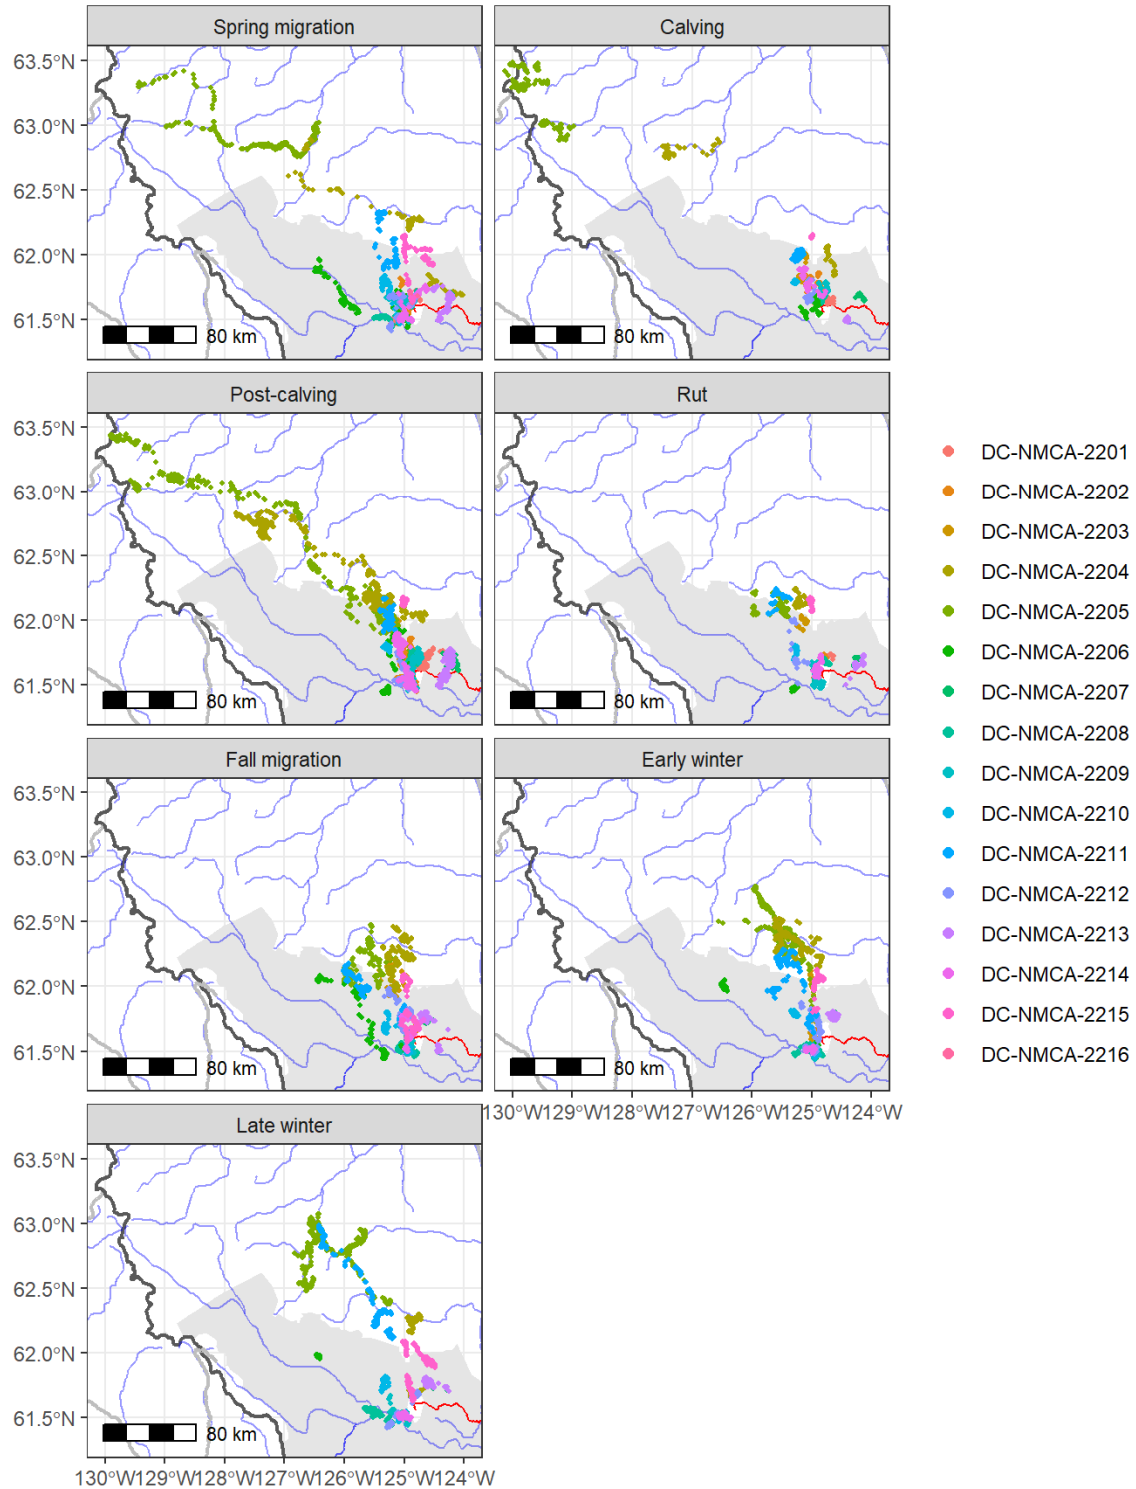 Spring migration
Calving
63.5°N
63.0°N
62.5°N
62.0°N
61.5°N
80 km
80 km
Post-calving
Rut
63.5°N
63.0°N
62.5°N
62.0°N
61.5°N
80 km
80 km
Fall migration
Early winter
63.5°N
63.0°N
62.5°N
62.0°N
61.5°N
80 km
80 km
130°W129°W128°W127°W126°W125°W124°W
Late winter
63.5°N
63.0°N
62.5°N
62.0°N
61.5°N
80 km
130°W129°W128°W127°W126°W125°W124°W
DC-NMCA-2201
DC-NMCA-2202
DC-NMCA-2203
DC-NMCA-2204
DC-NMCA-2205
DC-NMCA-2206
DC-NMCA-2207
DC-NMCA-2208
DC-NMCA-2209
DC-NMCA-2210
DC-NMCA-2211
DC-NMCA-2212
DC-NMCA-2213
DC-NMCA-2214
DC-NMCA-2215
DC-NMCA-2216